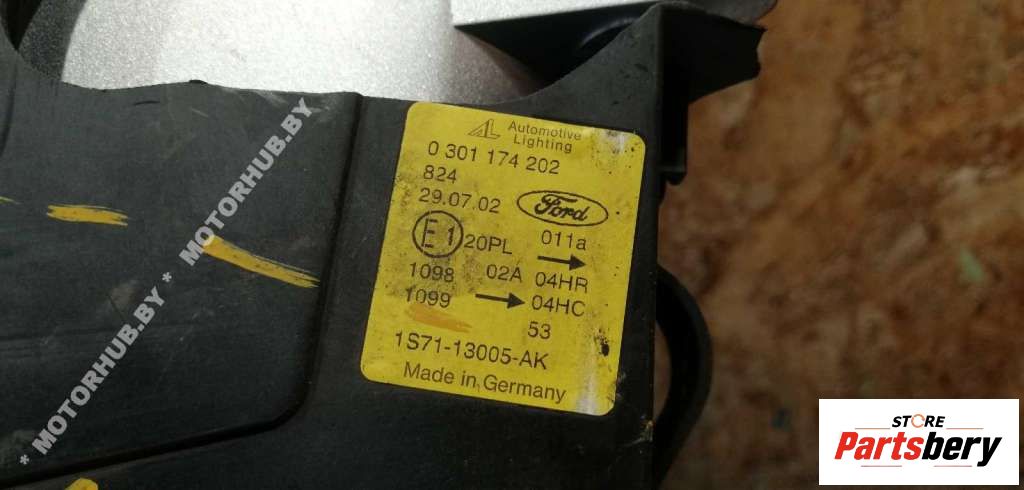 AL Automotive
Lighting
0 301 174 202
824
29.07.02 Ford
E1 20PL 011a
1098 02A → 04HR
1099 → 04HC
53
1S71-13005-AK
Made in Germany
* MOTORHUB.BY * MOTORHUB.BY
STORE
Partsbery